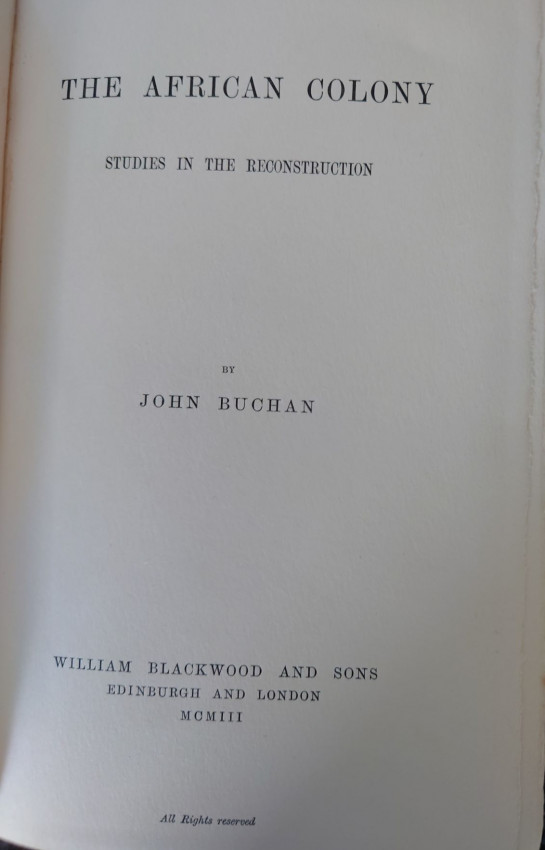 THE AFRICAN COLONY
STUDIES IN THE RECONSTRUCTION
BY
JOHN BUCHAN
WILLIAM BLACKWOOD AND SONS
EDINBURGH AND LONDON
MCMIII
All Rights reserved